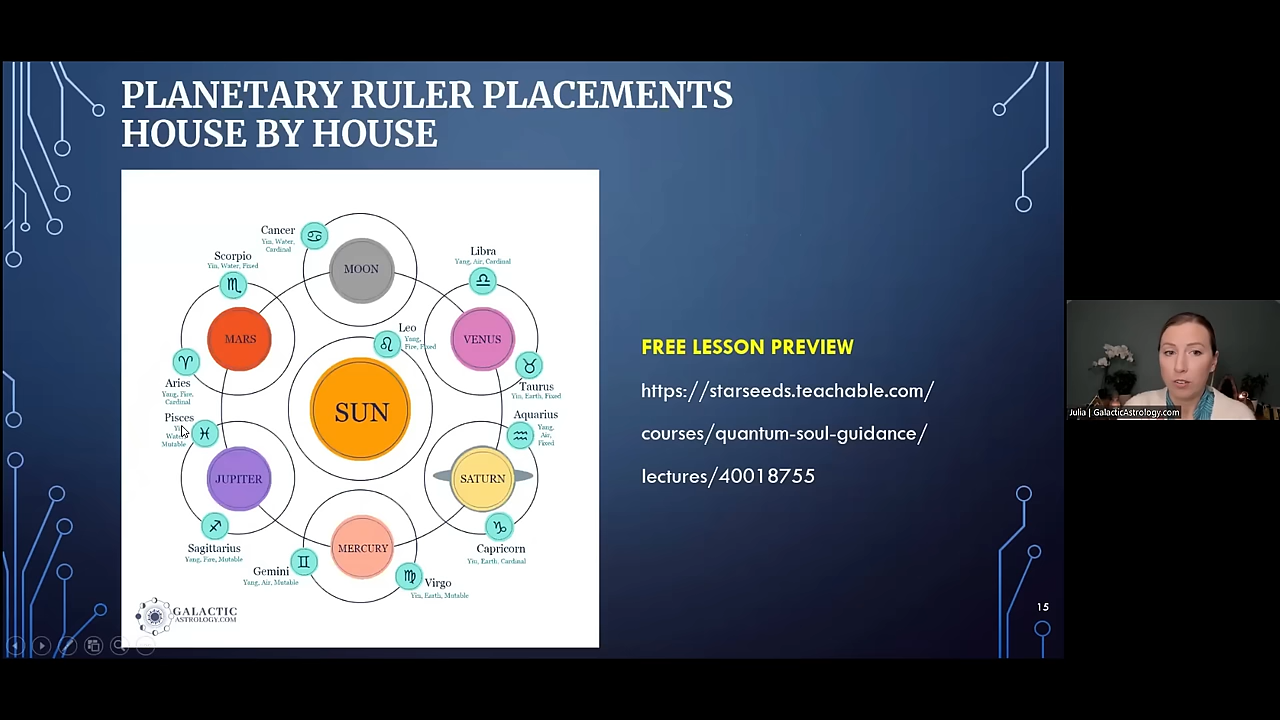 PLANETARY RULER PLACEMENTS
HOUSE BY HOUSE
Cancer
Yin, Water,
Cardinal
MOON
Scorpio
Yin, Water, Fixed
Libra
Yang, Air, Cardinal
MARS
Leo
Yang,
Fire, Fixed
VENUS
Aries
Yang, Fire,
Cardinal
Taurus
Yin, Earth, Fixed
SUN
Pisces
Mutable
Aquarius
Yang,
Air,
Fixed
JUPITER
SATURN
Sagittarius
Yang, Fire, Mutable
MERCURY
Capricorn
Yin, Earth, Cardinal
Gemini
Yang, Air, Mutable
Virgo
Yin, Earth, Mutable
GALACTIC
ASTROLOGY.COM
FREE LESSON PREVIEW
https://starseeds.teachable.com/
courses/quantum-soul-guidance/
lectures/40018755
15
Julia | GalacticAstrology.com